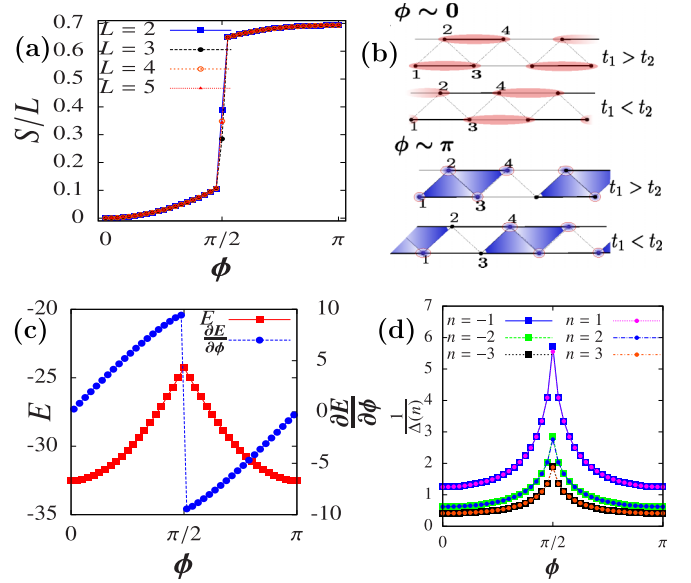 (a)
0.7
0.6
0.5
0.4
0.3
0.2
0.1
0
S/L
L = 2
L = 3
L = 4
L = 5
0 π/2 π
ϕ
(b)
ϕ ∼ 0
2 4
1 3
t₁ > t₂
2 4
1 3
t₁ < t₂
ϕ ∼ π
2 4
1 3
t₁ > t₂
2 4
1 3
t₁ < t₂
(c)
-20
-25
-30
-35
E
E
∂E/∂ϕ
10
5
0
-5
-10
∂E/∂ϕ
0 π/2 π
ϕ
(d)
7
6
5
4
3
2
1
0
1/Δ(n)
n = −1 n = 1
n = −2 n = 2
n = −3 n = 3
0 π/2 π
ϕ